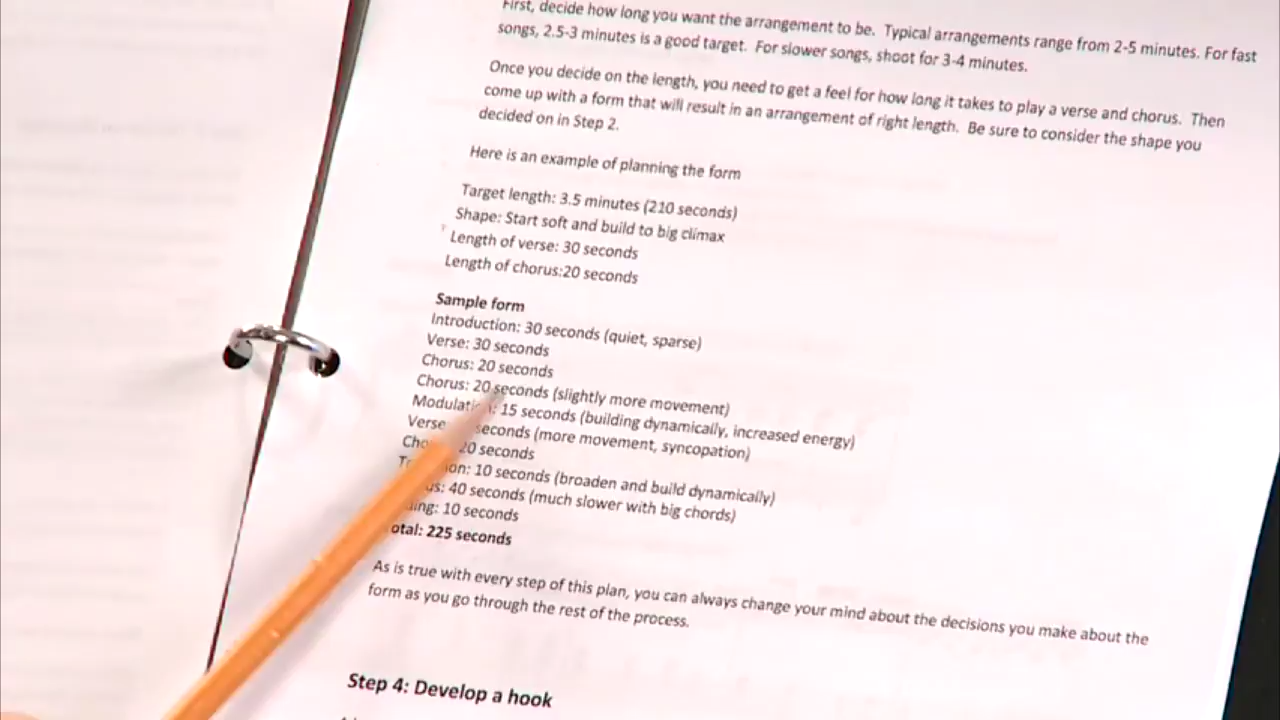 First, decide how long you want the arrangement to be. Typical arrangements range from 2-5 minutes. For fast
songs, 2.5-3 minutes is a good target. For slower songs, shoot for 3-4 minutes.
Once you decide on the length, you need to get a feel for how long it takes to play a verse and chorus. Then
come up with a form that will result in an arrangement of right length. Be sure to consider the shape you
decided on in Step 2.
Here is an example of planning the form
Target length: 3.5 minutes (210 seconds)
Shape: Start soft and build to big climax
Length of verse: 30 seconds
Length of chorus:20 seconds
Sample form
Introduction: 30 seconds (quiet, sparse)
Verse: 30 seconds
Chorus: 20 seconds
Chorus: 20 seconds (slightly more movement)
15 seconds (building dynamically, increased energy)
Verse seconds (more movement, syncopation)
20 seconds
10 seconds (broaden and build dynamically)
40 seconds (much slower with big chords)
10 seconds
225 seconds
As is true with every step of this plan, you can always change your mind about the decisions you make about the
form as you go through the rest of the process.
Step 4: Develop a hook